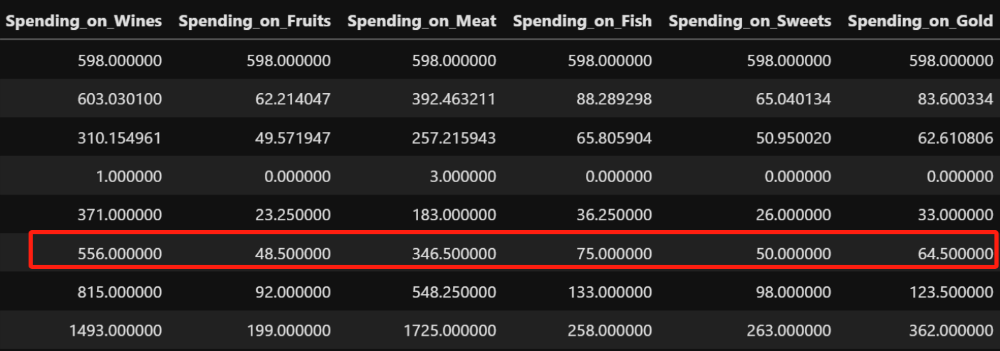 Spending_on_Wines Spending_on_Fruits Spending_on_Meat Spending_on_Fish Spending_on_Sweets Spending_on_Gold
598.000000 598.000000 598.000000 598.000000 598.000000 598.000000
603.030100 62.214047 392.463211 88.289298 65.040134 83.600334
310.154961 49.571947 257.215943 65.805904 50.950020 62.610806
1.000000 0.000000 3.000000 0.000000 0.000000 0.000000
371.000000 23.250000 183.000000 36.250000 26.000000 33.000000
556.000000 48.500000 346.500000 75.000000 50.000000 64.500000
815.000000 92.000000 548.250000 133.000000 98.000000 123.500000
1493.000000 199.000000 1725.000000 258.000000 263.000000 362.000000